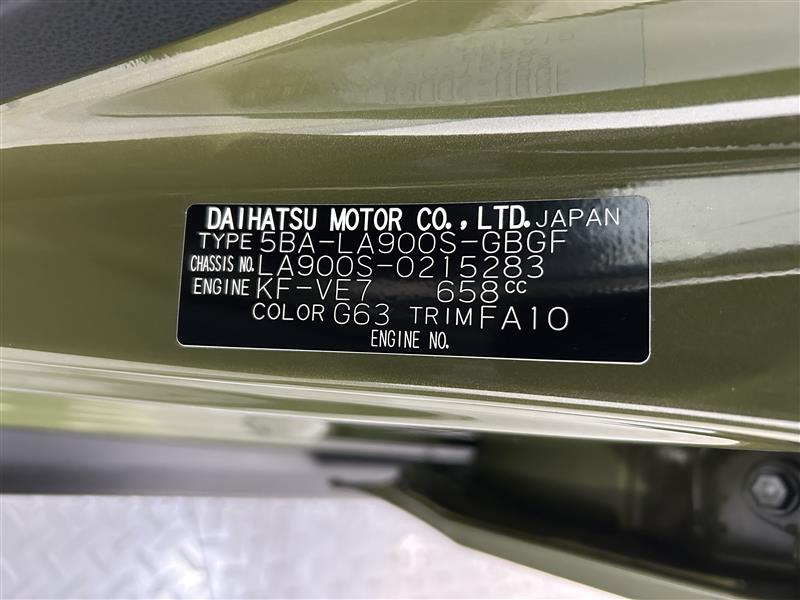 DAIHATSU MOTOR CO., LTD. JAPAN
TYPE 5BA-LA900S-GBGF
CHASSIS NO. LA900S-0215283
ENGINE KF-VE7 658CC
COLOR G63 TRIM FA10
ENGINE NO.